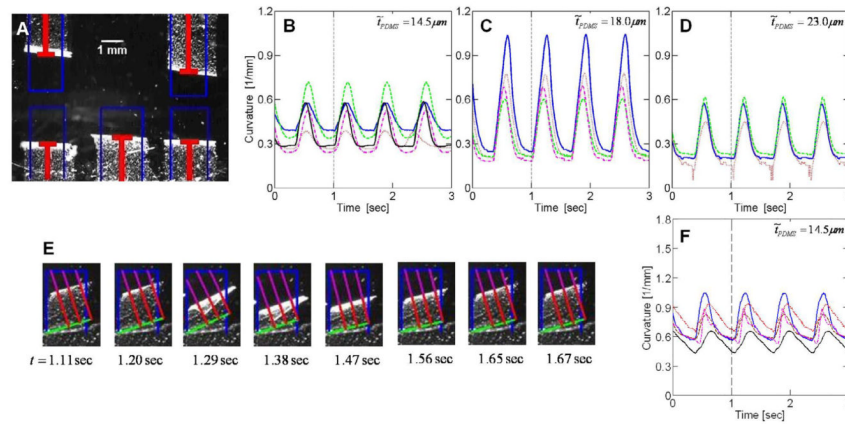 A
1 mm
B
t̃PDMS = 14.5 μm
Curvature [1/mm]
1.2
0.9
0.6
0.3
0
0 1 2 3
Time [sec]
C
t̃PDMS = 18.0 μm
1.2
0.9
0.6
0.3
0
0 1 2 3
Time [sec]
D
t̃PDMS = 23.0 μm
1.2
0.9
0.6
0.3
0
0 1 2 3
Time [sec]
E
t = 1.11 sec 1.20 sec 1.29 sec 1.38 sec 1.47 sec 1.56 sec 1.65 sec 1.67 sec
F
t̃PDMS = 14.5 μm
Curvature [1/mm]
1.8
1.5
1.2
0.9
0.6
0.3
0
0 1 2
Time [sec]